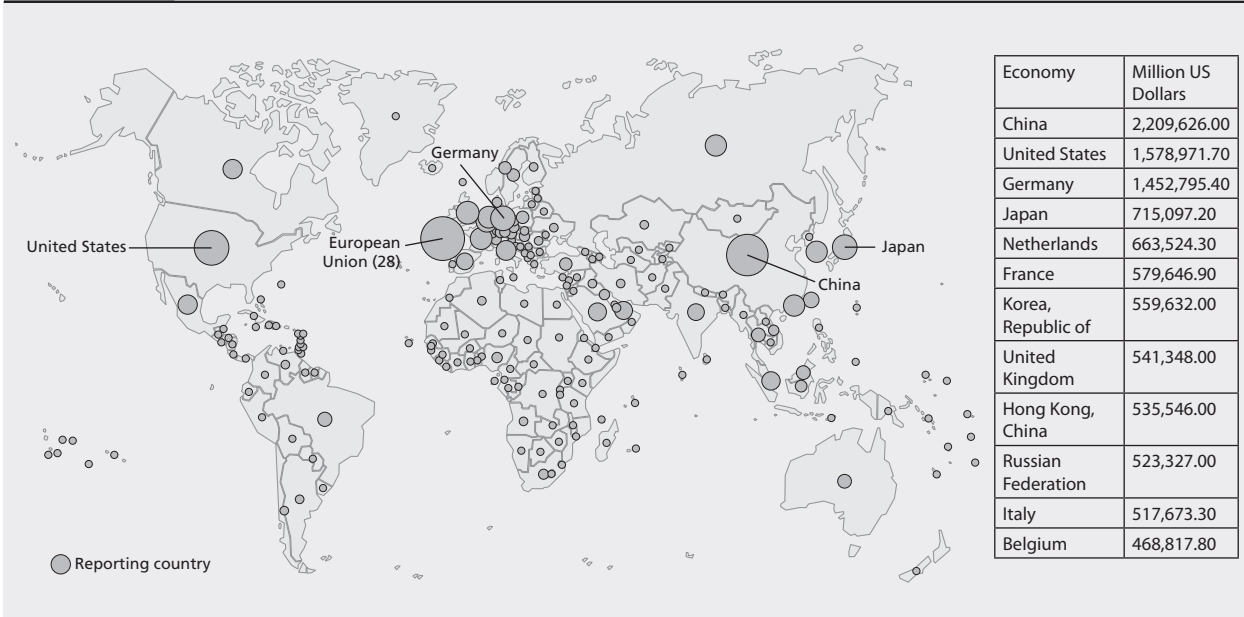 Germany
United States
European
Union (28)
Japan
China
Reporting country
Economy Million US
Dollars
China 2,209,626.00
United States 1,578,971.70
Germany 1,452,795.40
Japan 715,097.20
Netherlands 663,524.30
France 579,646.90
Korea, 559,632.00
Republic of
United 541,348.00
Kingdom
Hong Kong, 535,546.00
China
Russian 523,327.00
Federation
Italy 517,673.30
Belgium 468,817.80